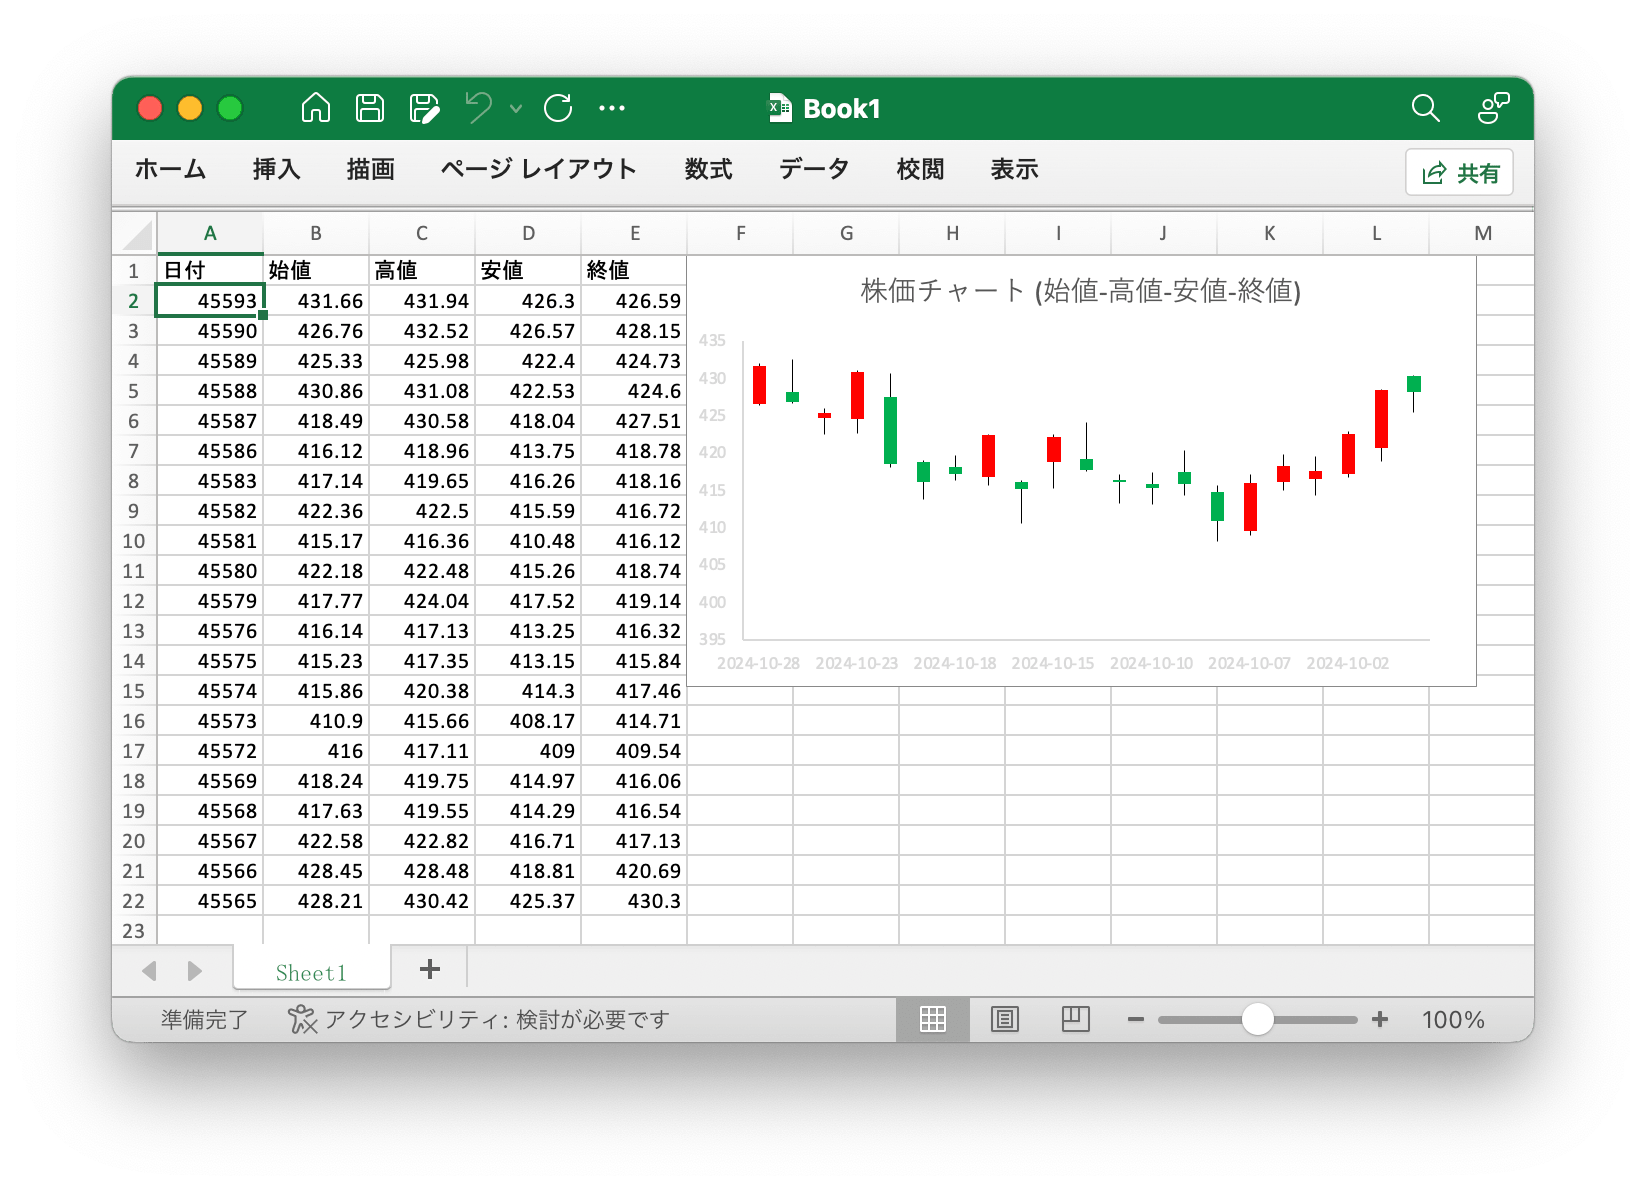 Book1
ホーム 挿入 描画 ページ レイアウト 数式 データ 校閲 表示 共有
A B C D E F G H I J K L M
1 日付 始値 高値 安値 終値
2 45593 431.66 431.94 426.3 426.59
3 45590 426.76 432.52 426.57 428.15
4 45589 425.33 425.98 422.4 424.73
5 45588 430.86 431.08 422.53 424.6
6 45587 418.49 430.58 418.04 427.51
7 45586 416.12 418.96 413.75 418.78
8 45583 417.14 419.65 416.26 418.16
9 45582 422.36 422.5 415.59 416.72
10 45581 415.17 416.36 410.48 416.12
11 45580 422.18 422.48 415.26 418.74
12 45579 417.77 424.04 417.52 419.14
13 45576 416.14 417.13 413.25 416.32
14 45575 415.23 417.35 413.15 415.84
15 45574 415.86 420.38 414.3 417.46
16 45573 410.9 415.66 408.17 414.71
17 45572 416 417.11 409 409.54
18 45569 418.24 419.75 414.97 416.06
19 45568 417.63 419.55 414.29 416.54
20 45567 422.58 422.82 416.71 417.13
21 45566 428.45 428.48 418.81 420.69
22 45565 428.21 430.42 425.37 430.3
23
株価チャート (始値-高値-安値-終値)
435
430
425
420
415
410
405
400
395
2024-10-28 2024-10-23 2024-10-18 2024-10-15 2024-10-10 2024-10-07 2024-10-02
Sheet1
準備完了 アクセシビリティ: 検討が必要です 100%